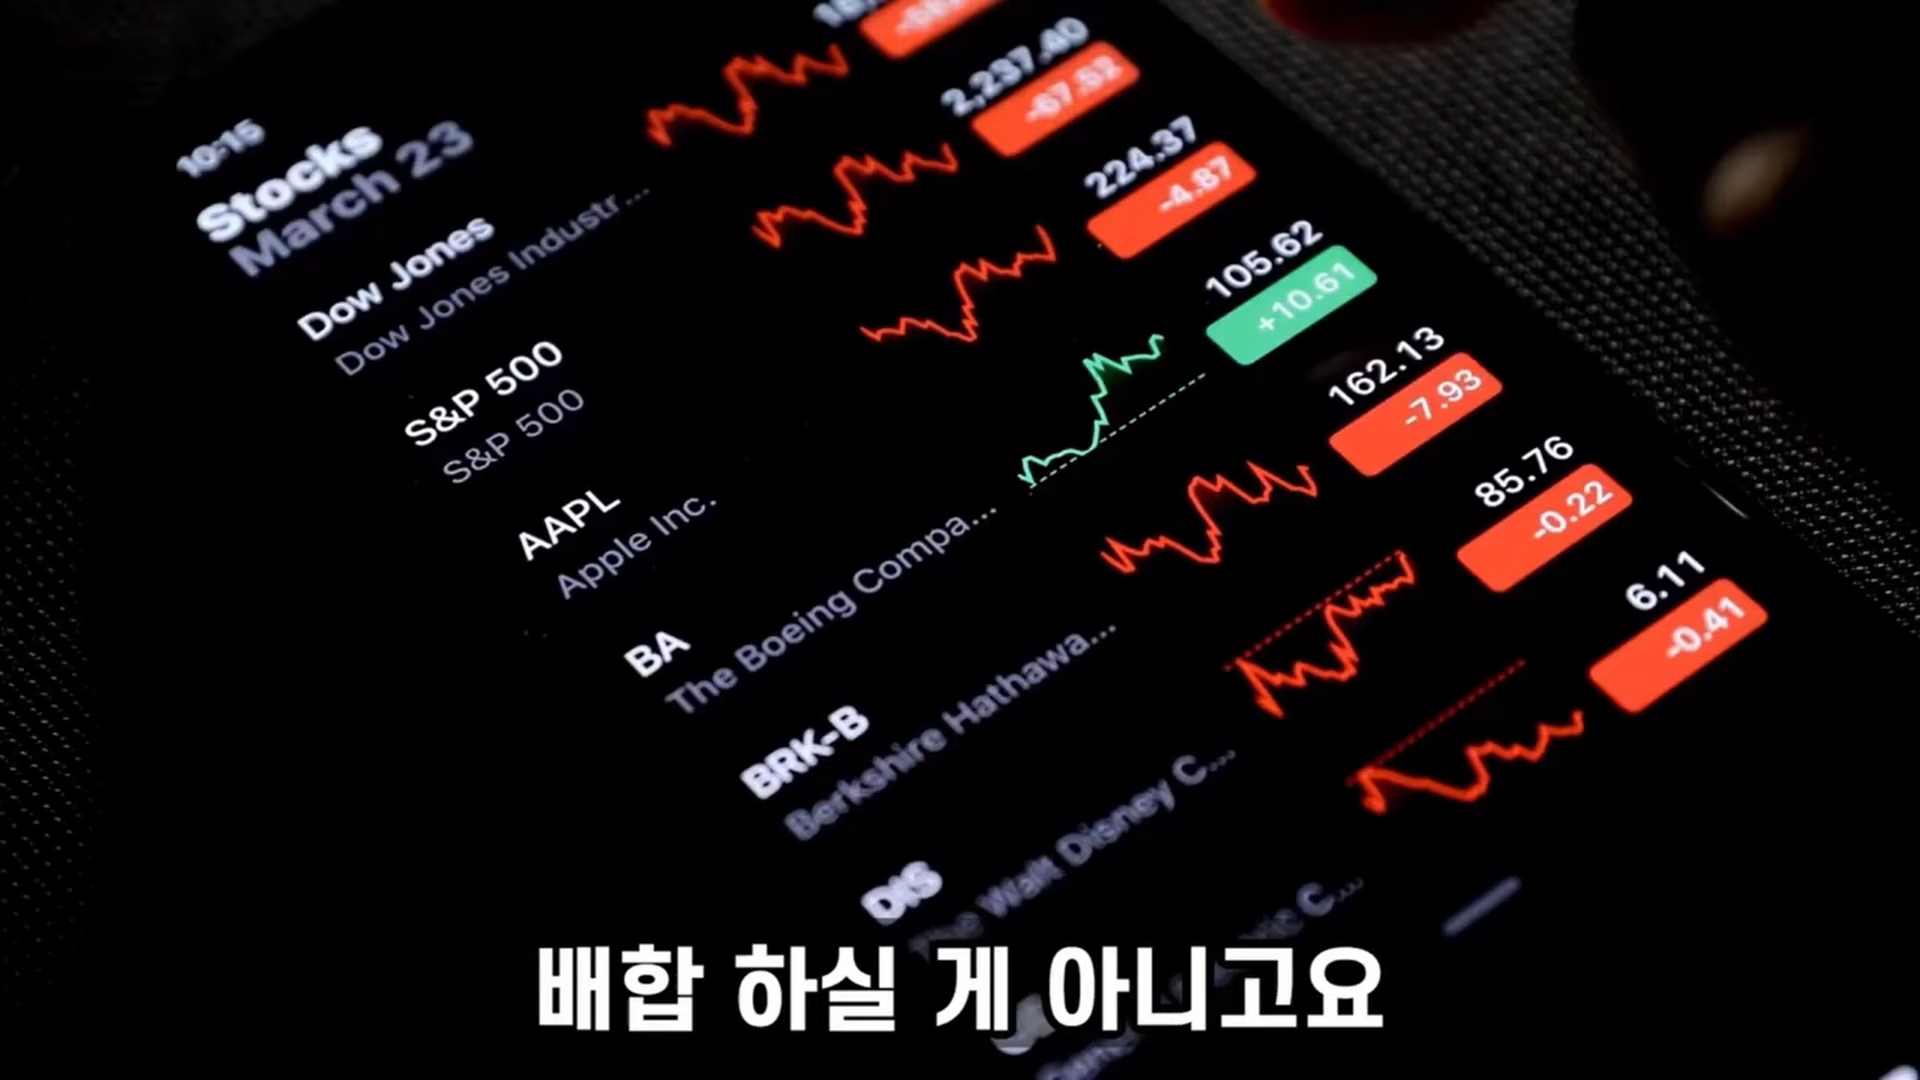 10:15
Stocks
March 23
Dow Jones
Dow Jones Industr...
S&P 500
S&P 500
2,237.40
-67.52
AAPL
Apple Inc.
224.37
-4.87
BA
The Boeing Compa...
105.62
+10.61
BRK-B
Berkshire Hathawa...
162.13
-7.93
DIS
The Walt Disney C...
85.76
-0.22
6.11
-0.41
배합 하실 게 아니고요